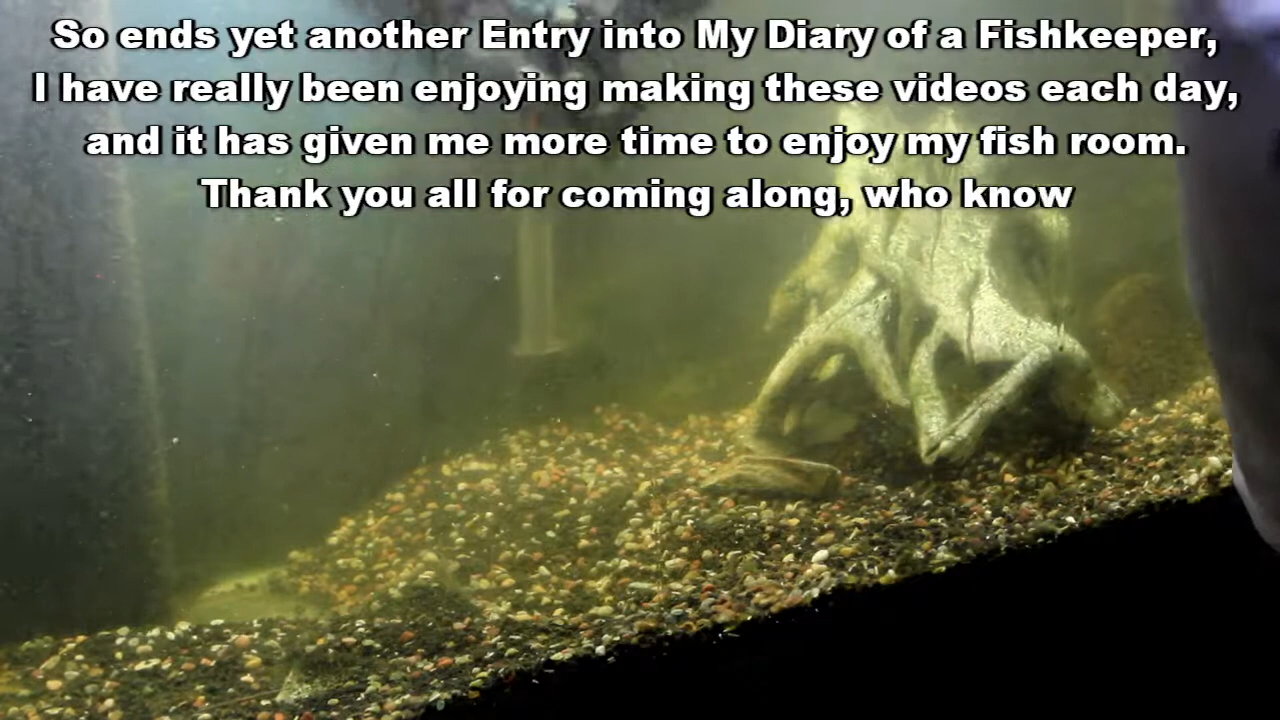 So ends yet another Entry into My Diary of a Fishkeeper,
I have really been enjoying making these videos each day,
and it has given me more time to enjoy my fish room.
Thank you all for coming along, who know